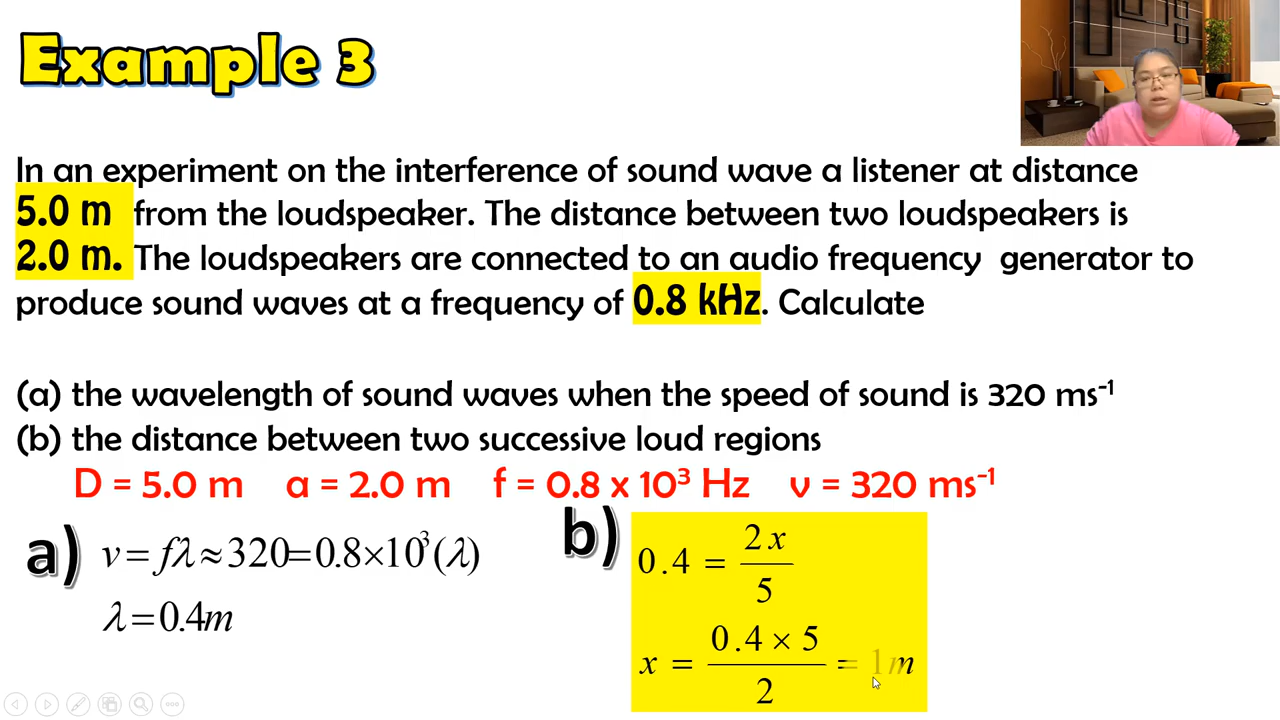 Example 3
In an experiment on the interference of sound wave a listener at distance
5.0 m from the loudspeaker. The distance between two loudspeakers is
2.0 m. The loudspeakers are connected to an audio frequency generator to
produce sound waves at a frequency of 0.8 kHz. Calculate
(a) the wavelength of sound waves when the speed of sound is 320 ms⁻¹
(b) the distance between two successive loud regions
D = 5.0 m a = 2.0 m f = 0.8 x 10³ Hz v = 320 ms⁻¹
a) v = fλ ≈ 320 = 0.8×10³(λ)
λ = 0.4m
b) 0.4 = 2x/5
x = 0.4 × 5/2 = 1m